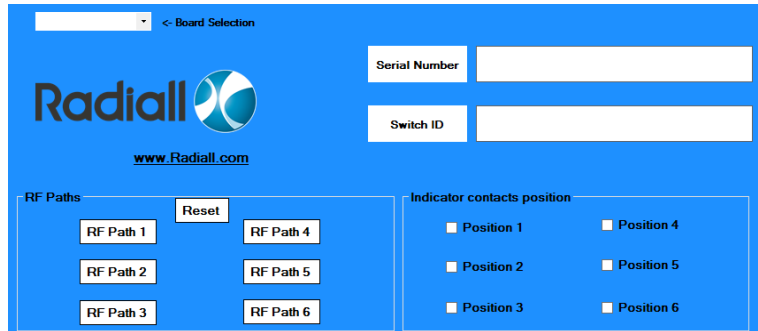 <- Board Selection
Serial Number
Radiall
Switch ID
www.Radiall.com
RF Paths
Reset
RF Path 1
RF Path 4
RF Path 2
RF Path 5
RF Path 3
RF Path 6
Indicator contacts position
Position 1
Position 4
Position 2
Position 5
Position 3
Position 6